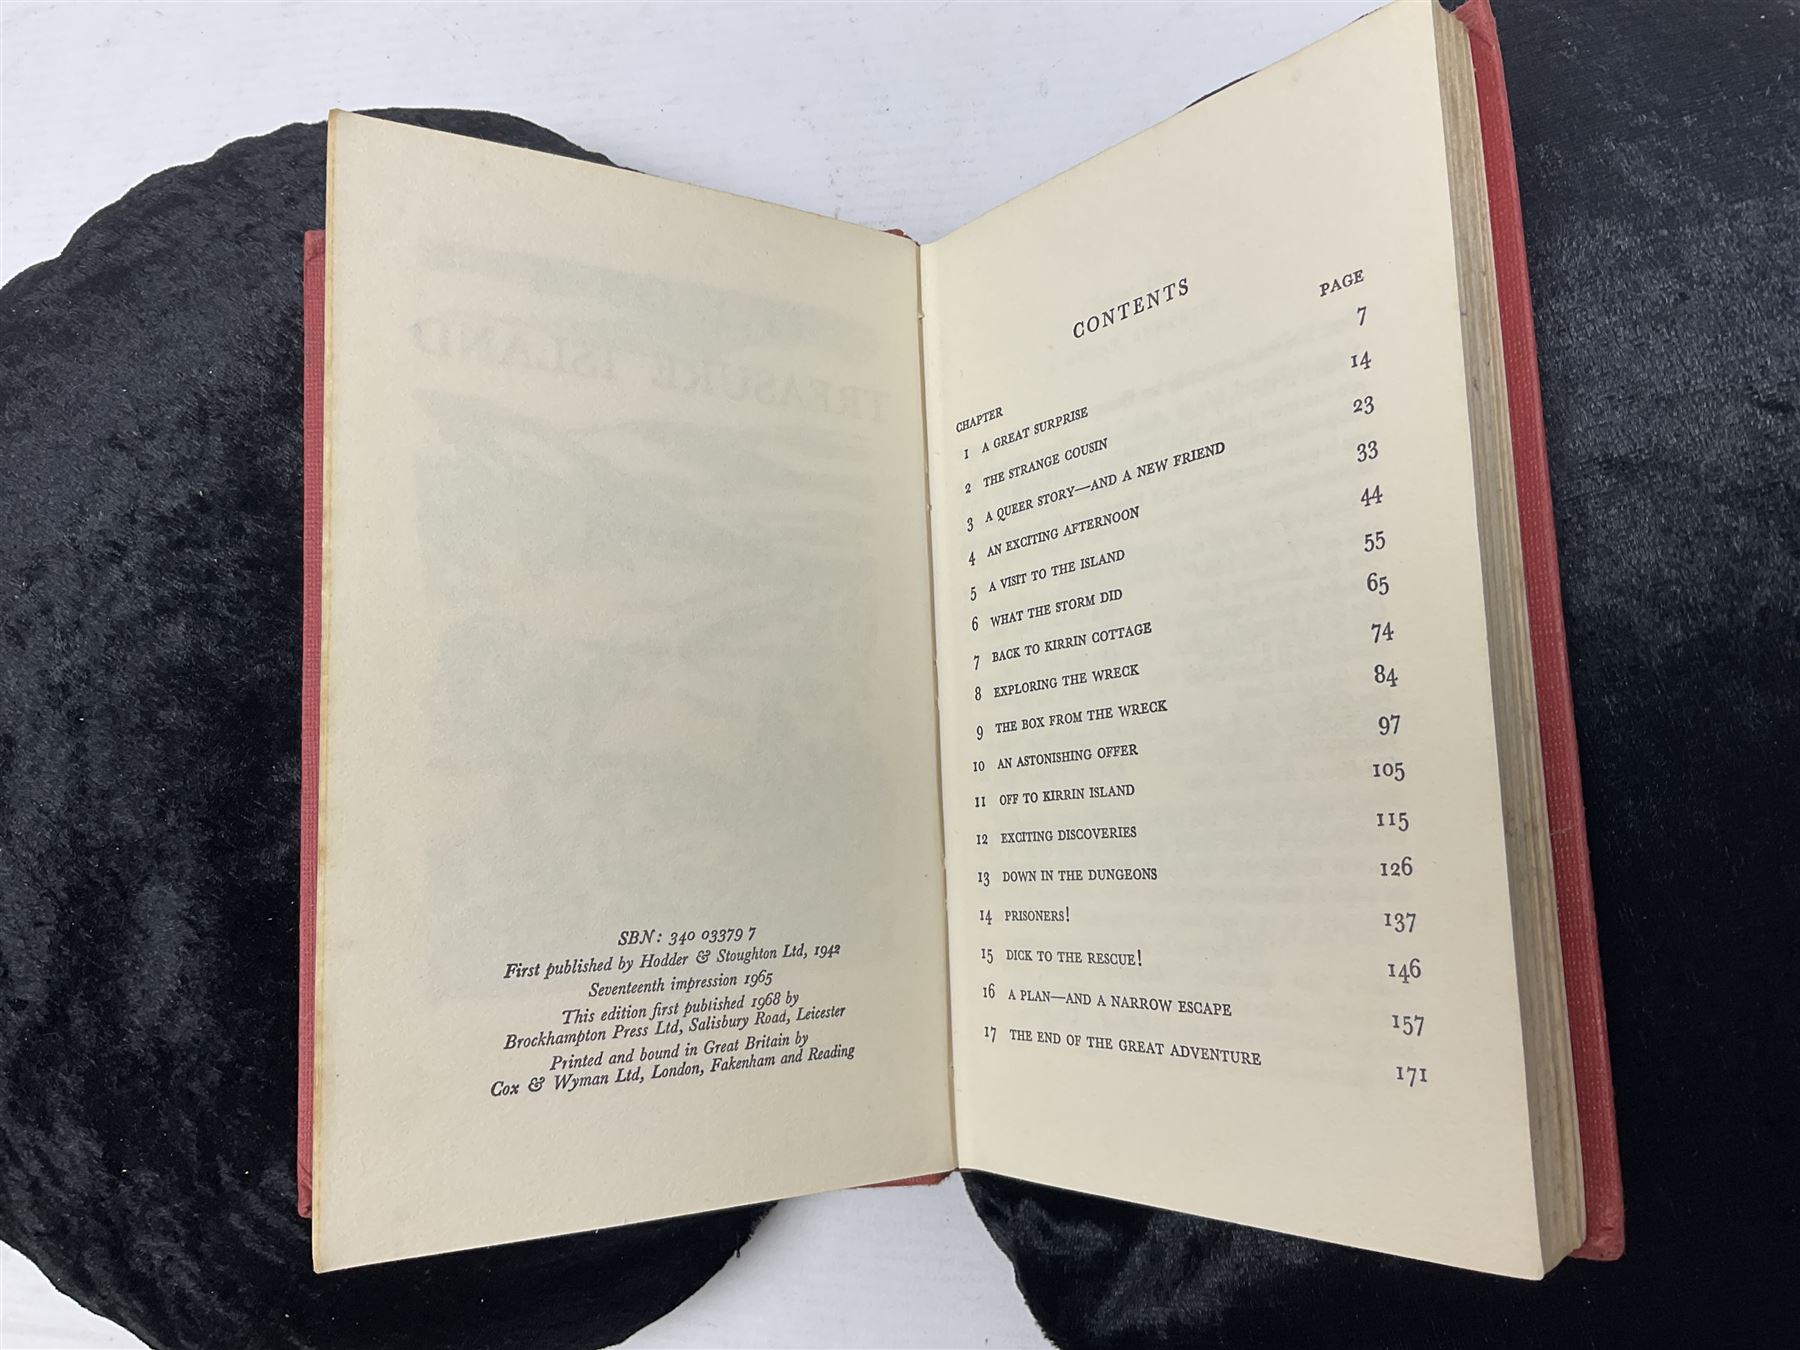 SBN: 340 03379 7
First published by Hodder & Stoughton Ltd, 1942
Seventeenth impression 1965
This edition first published 1968 by
Brockhampton Press Ltd, Salisbury Road, Leicester
Printed and bound in Great Britain by
Cox & Wyman Ltd, London, Fakenham and Reading
CONTENTS
CHAPTER PAGE
1 A GREAT SURPRISE 7
2 THE STRANGE COUSIN 14
3 A QUEER STORY—AND A NEW FRIEND 23
4 AN EXCITING AFTERNOON 33
5 A VISIT TO THE ISLAND 44
6 WHAT THE STORM DID 55
7 BACK TO KIRRIN COTTAGE 65
8 EXPLORING THE WRECK 74
9 THE BOX FROM THE WRECK 84
10 AN ASTONISHING OFFER 97
11 OFF TO KIRRIN ISLAND 105
12 EXCITING DISCOVERIES 115
13 DOWN IN THE DUNGEONS 126
14 PRISONERS! 137
15 DICK TO THE RESCUE! 146
16 A PLAN—AND A NARROW ESCAPE 157
17 THE END OF THE GREAT ADVENTURE 171
TREASURE ISLAND